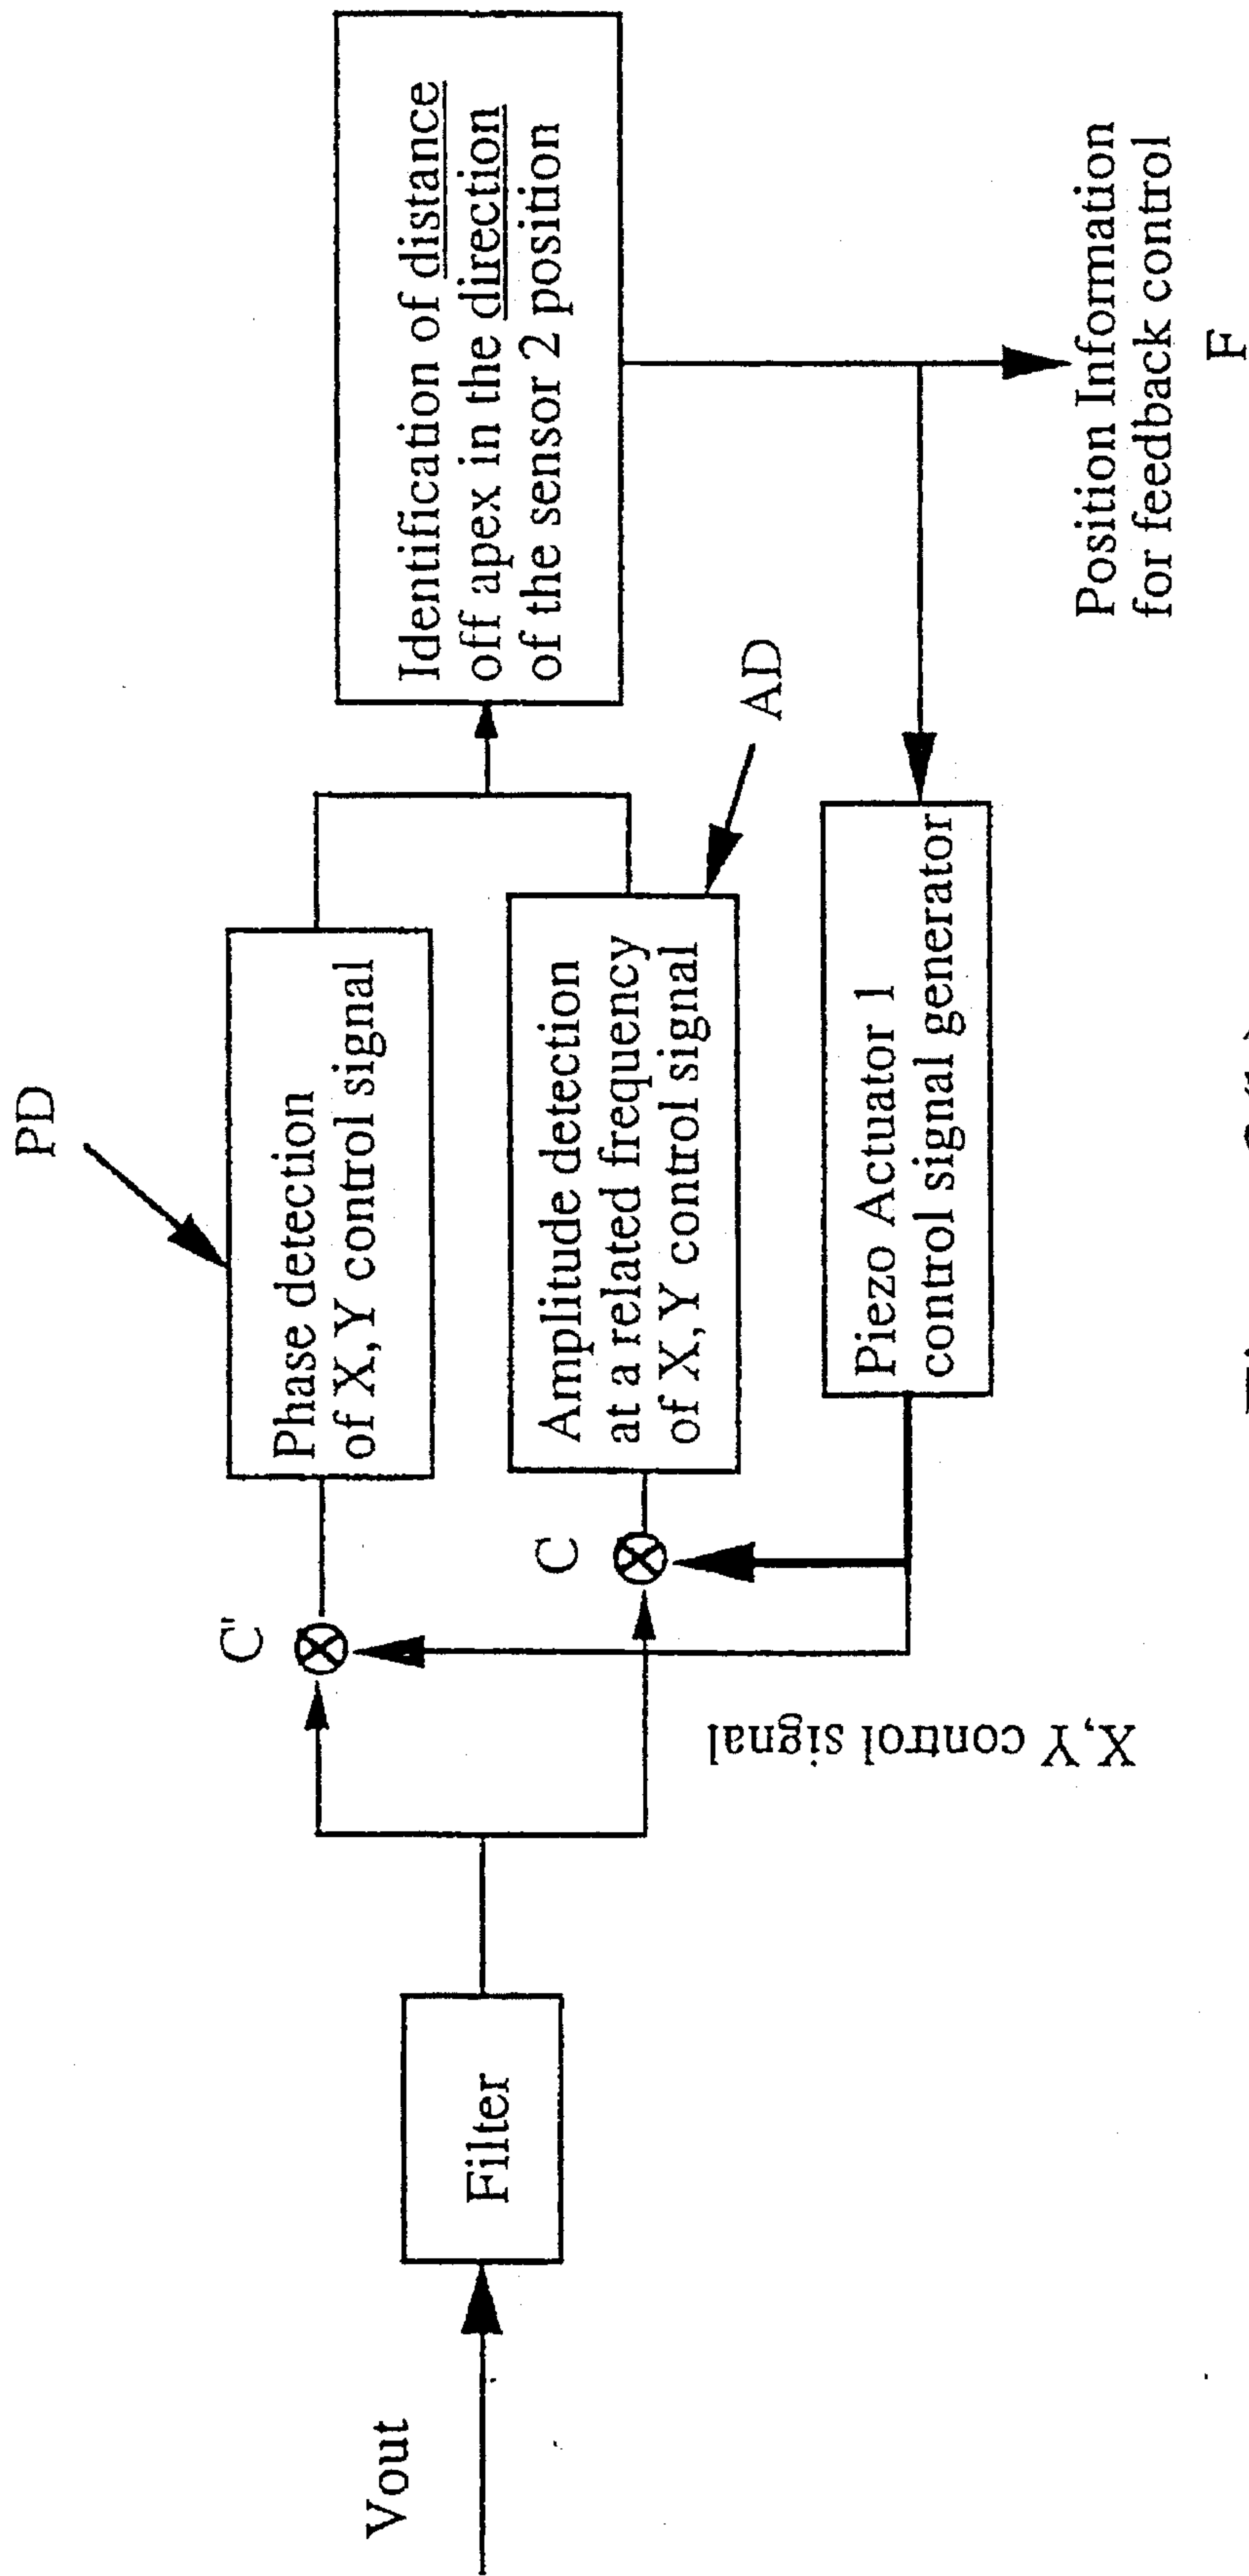 Vout
Filter
C'
C
X,Y control signal
PD
Phase detection
of X,Y control signal
Amplitude detection
at a related frequency
of X,Y control signal
AD
Piezo Actuator 1
control signal generator
Identification of distance
off apex in the direction
of the sensor 2 position
Position Information
for feedback control
F